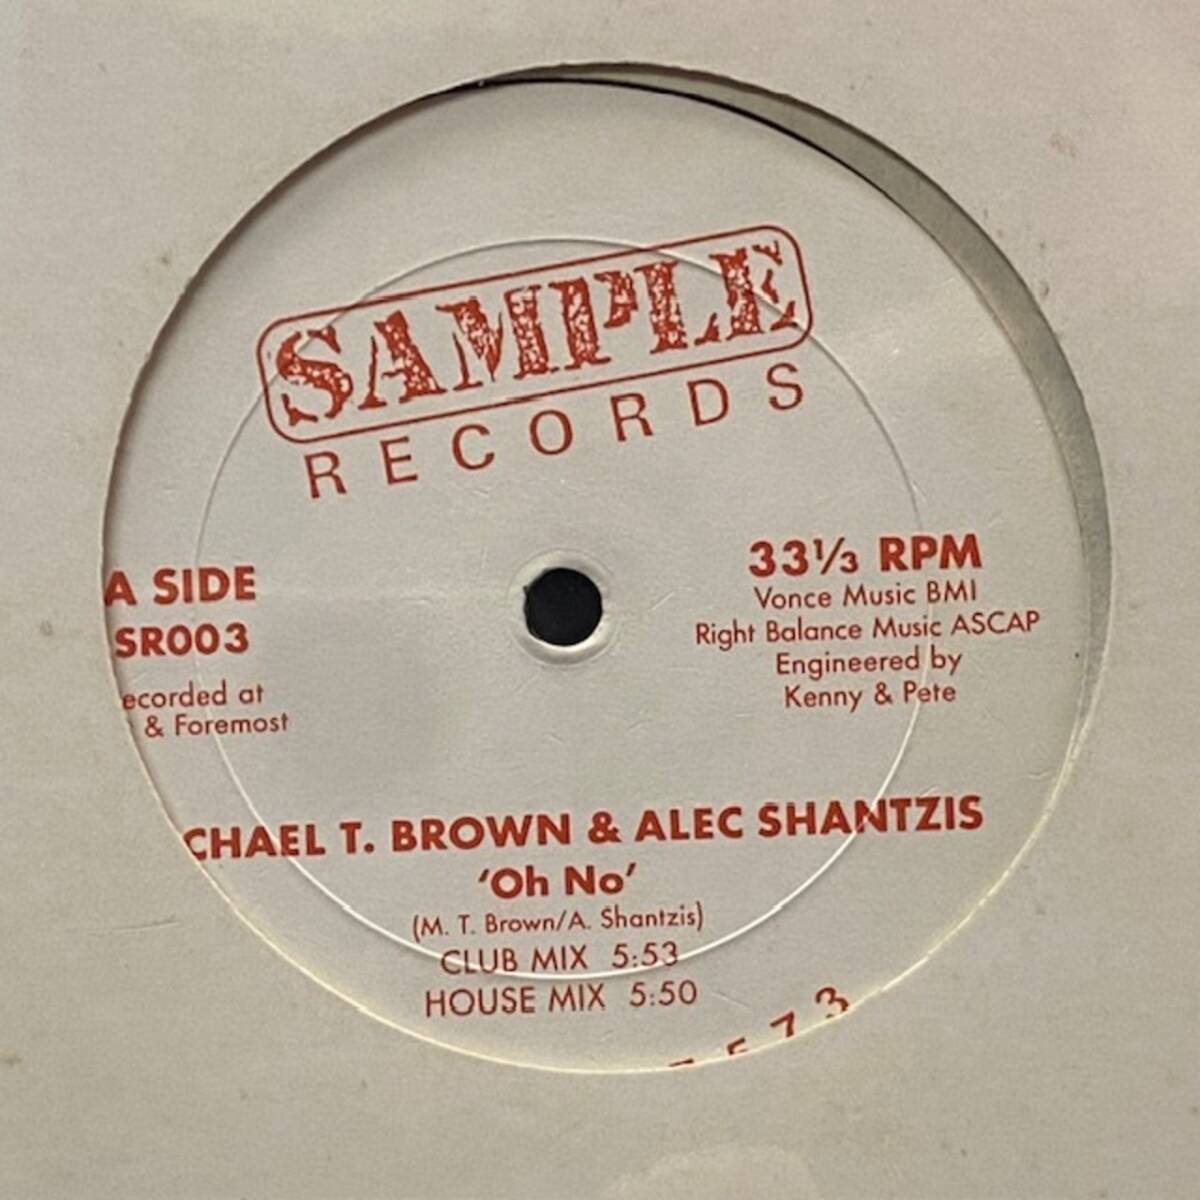 SAMPLE
RECORDS
A SIDE
SR003
ecorded at
& Foremost
33⅓ RPM
Vonce Music BMI
Right Balance Music ASCAP
Engineered by
Kenny & Pete
CHAEL T. BROWN & ALEC SHANTZIS
'Oh No'
(M. T. Brown/A. Shantzis)
CLUB MIX 5:53
HOUSE MIX 5:50
573